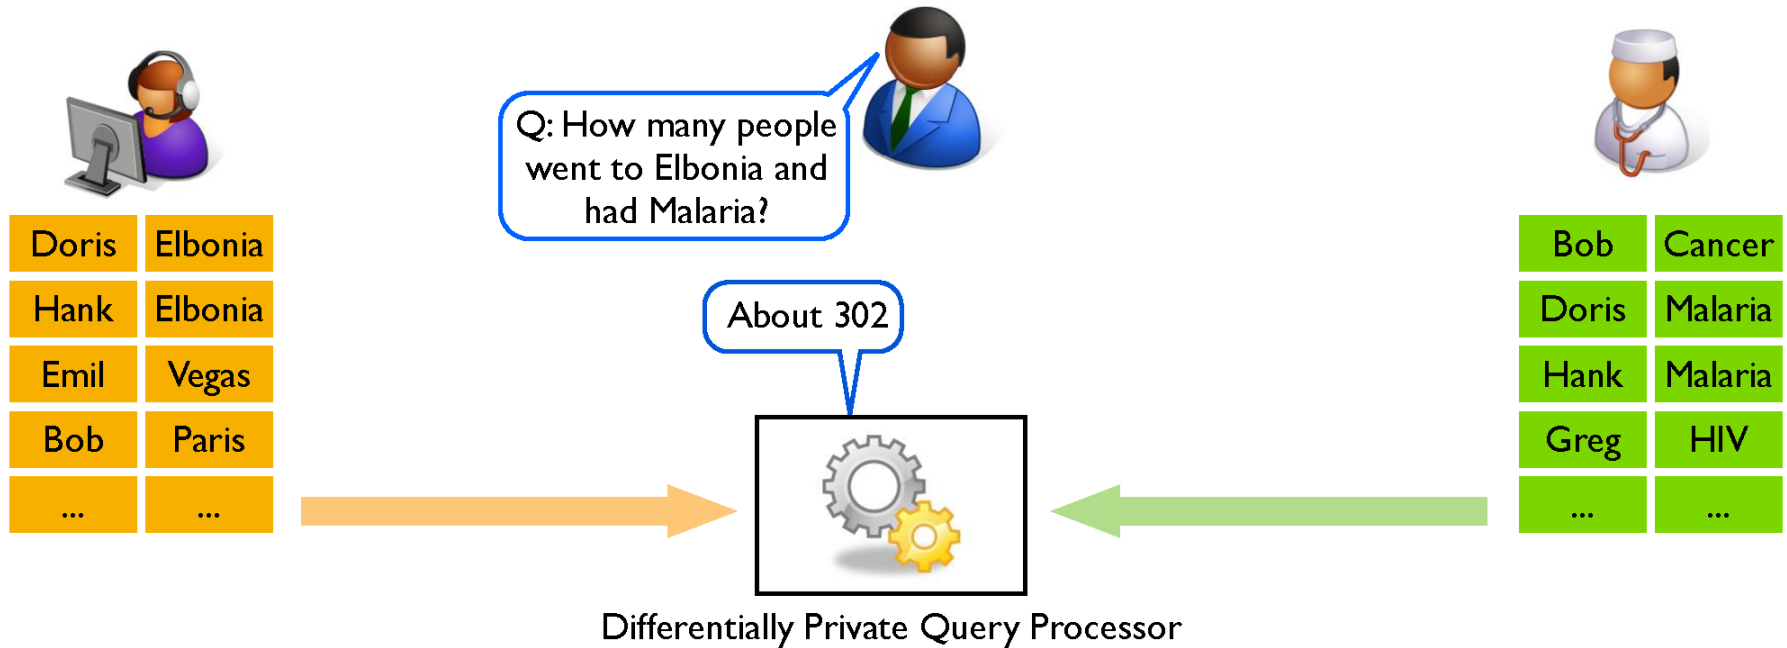 Q: How many people
went to Elbonia and
had Malaria?
Doris Elbonia
Hank Elbonia
Emil Vegas
Bob Paris
... ...
About 302
Bob Cancer
Doris Malaria
Hank Malaria
Greg HIV
... ...
Differentially Private Query Processor